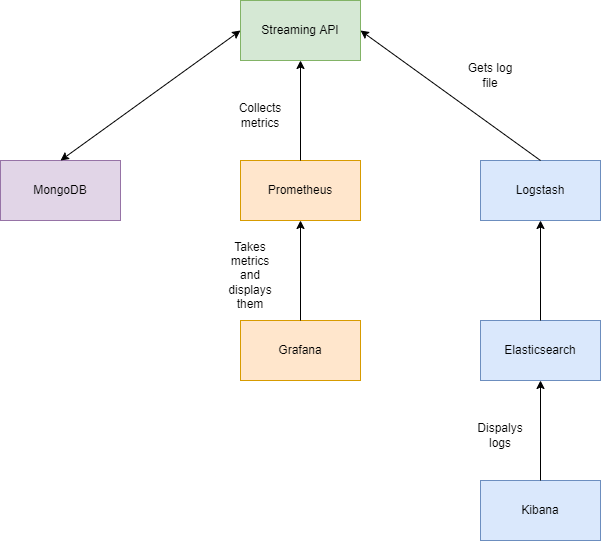 Streaming API
Gets log
file
Collects
metrics
MongoDB
Prometheus
Logstash
Takes
metrics
and
displays
them
Grafana
Elasticsearch
Dispalys
logs
Kibana